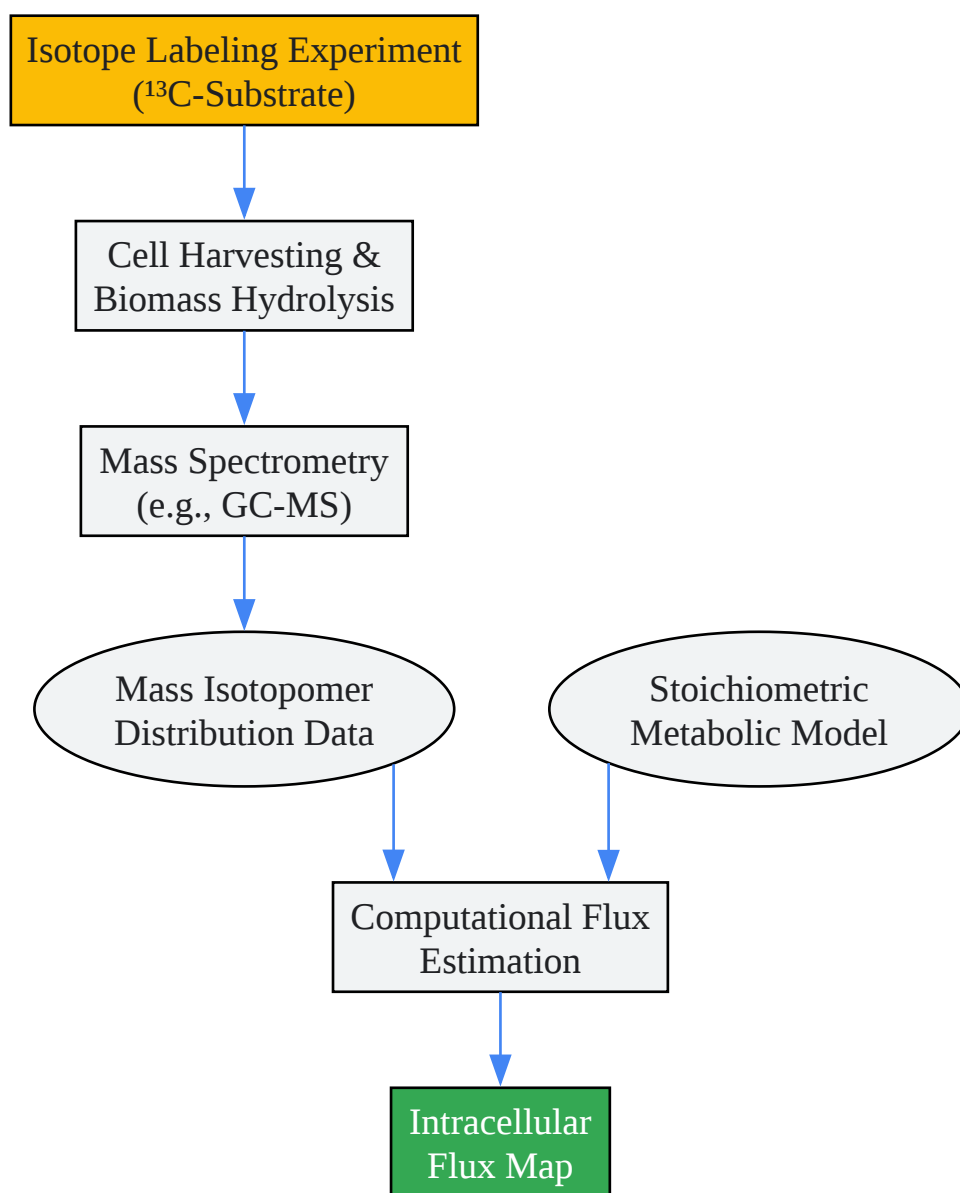 Isotope Labeling Experiment
(¹³C-Substrate)
Cell Harvesting &
Biomass Hydrolysis
Mass Spectrometry
(e.g., GC-MS)
Mass Isotopomer
Distribution Data
Stoichiometric
Metabolic Model
Computational Flux
Estimation
Intracellular
Flux Map